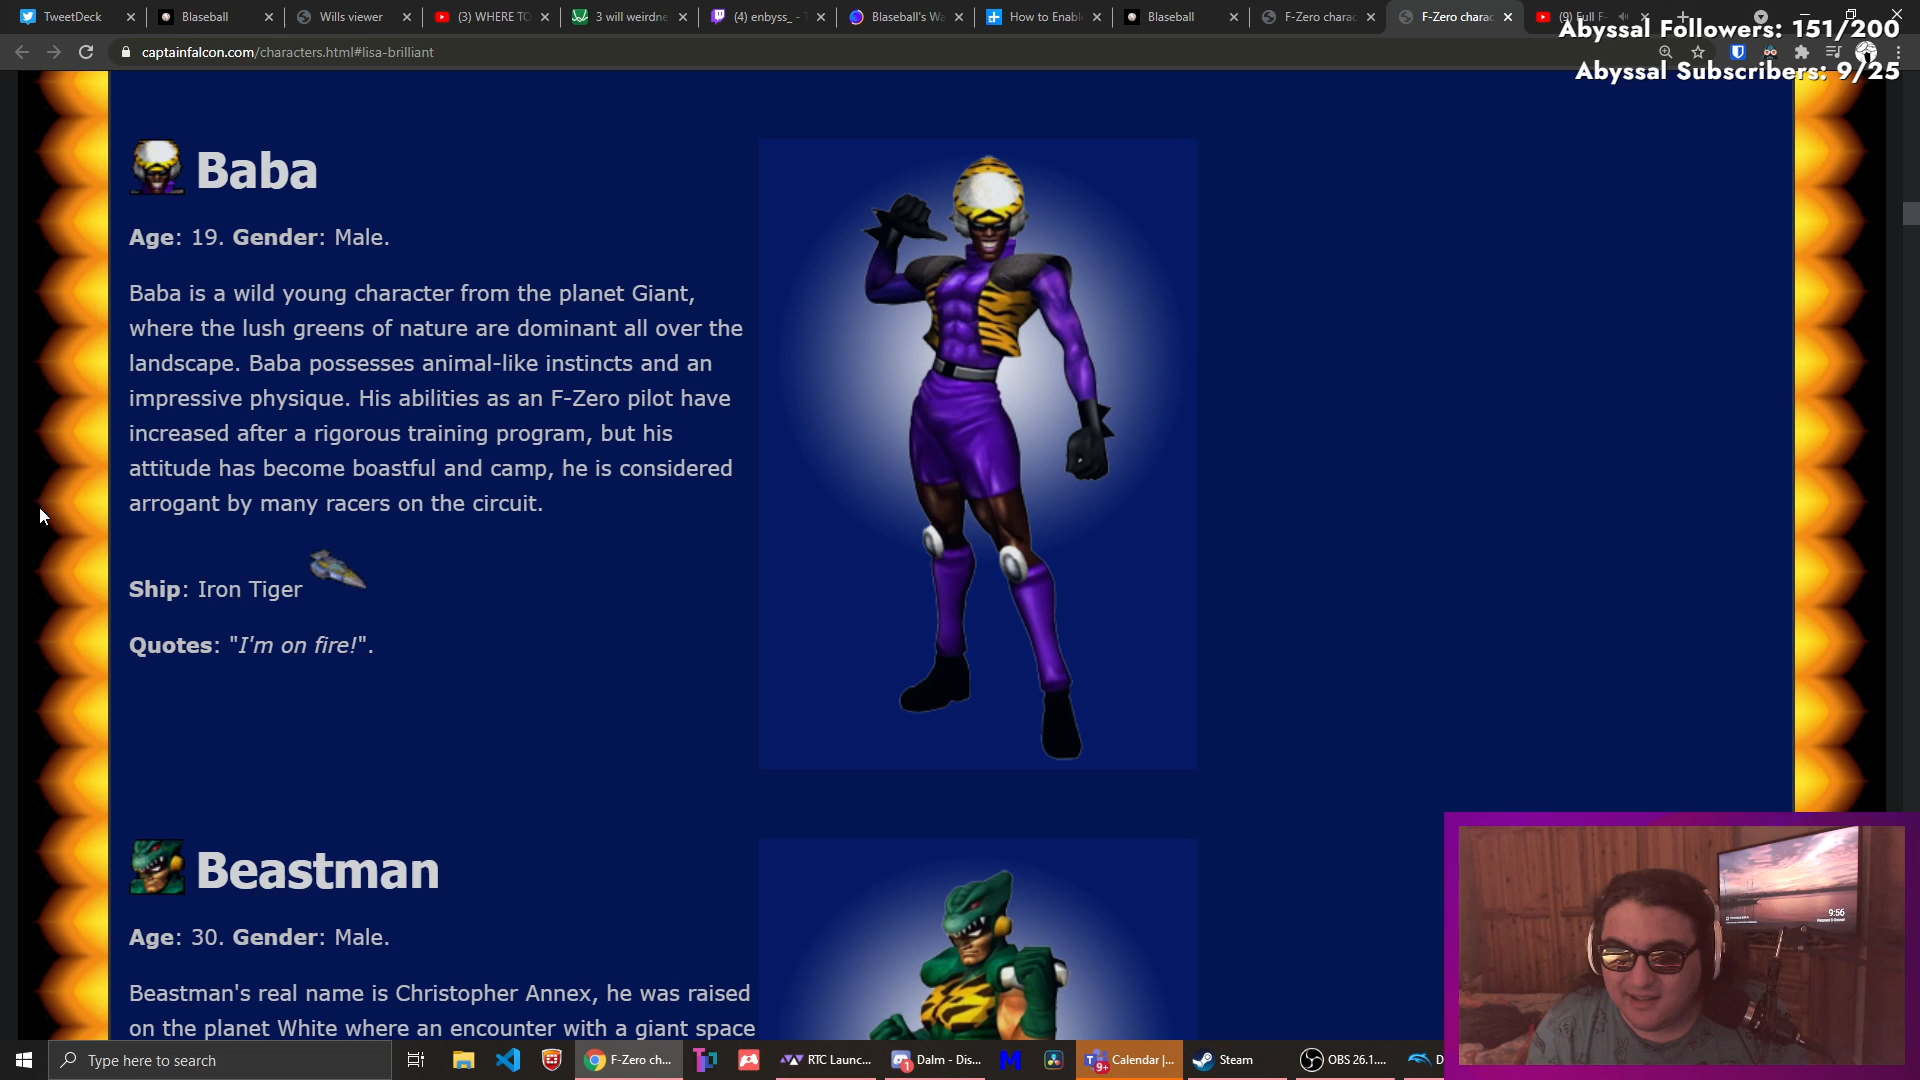 TweetDeck
Blaseball
Wills viewer
(3) WHERE TO
3 will weirdne
(4) enbyss_ - T
Blaseball's Wa
How to Enabl
Blaseball
F-Zero charac
F-Zero charac
(9) Full F-
Abyssal Followers: 151/200
captainfalcon.com/characters.html#lisa-brilliant
Abyssal Subscribers: 9/25
Baba
Age: 19. Gender: Male.
Baba is a wild young character from the planet Giant,
where the lush greens of nature are dominant all over the
landscape. Baba possesses animal-like instincts and an
impressive physique. His abilities as an F-Zero pilot have
increased after a rigorous training program, but his
attitude has become boastful and camp, he is considered
arrogant by many racers on the circuit.
Ship: Iron Tiger
Quotes: "I'm on fire!".
Beastman
Age: 30. Gender: Male.
Beastman's real name is Christopher Annex, he was raised
on the planet White where an encounter with a giant space
9:56
Type here to search
F-Zero ch...
RTC Launc...
1
Dalm - Dis...
9+
Calendar |...
Steam
OBS 26.1....
D